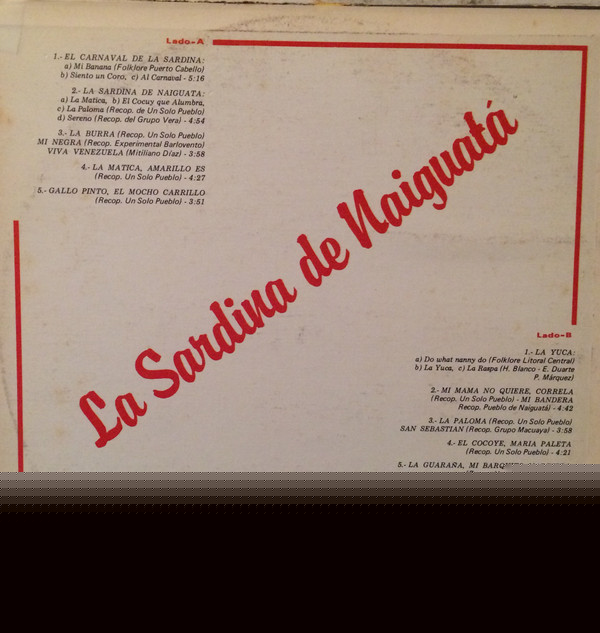 Lado-A
1.- EL CARNAVAL DE LA SARDINA:
a) Mi Banana (Folklore Puerto Cabello)
b) Siento un Coro, c) Al Carnaval - 5:16
2.- LA SARDINA DE NAIGUATA:
a) La Matica, b) El Cocuy que Alumbra,
c) La Paloma (Recop. de Un Solo Pueblo)
d) Sereno (Recop. del Grupo Vera) - 4:54
3.- LA BURRA (Recop. Un Solo Pueblo)
MI NEGRA (Recop. Experimental Barlovento)
VIVA VENEZUELA (Mitiliano Díaz) - 3:58
4.- LA MATICA, AMARILLO ES
(Recop. Un Solo Pueblo) - 4:27
5.- GALLO PINTO, EL MOCHO CARRILLO
(Recop. Un Solo Pueblo) - 3:51
La Sardina de Naiguatá
Lado-B
1.- LA YUCA:
a) Do what nanny do (Folklore Litoral Central)
b) La Yuca, c) La Raspa (H. Blanco - E. Duarte
P. Márquez)
2.- MI MAMA NO QUIERE, CORRELA
(Recop. Un Solo Pueblo) - MI BANDERA
Recop, Pueblo de Naiguatá) - 4:42
3.- LA PALOMA (Recop. Un Solo Pueblo)
SAN SEBASTIAN (Recop. Grupo Macuaya) - 3:58
4.- EL COCOYE, MARIA PALETA
(Recop. Un Solo Pueblo) - 4:21
5.- LA GUARAÑA, MI